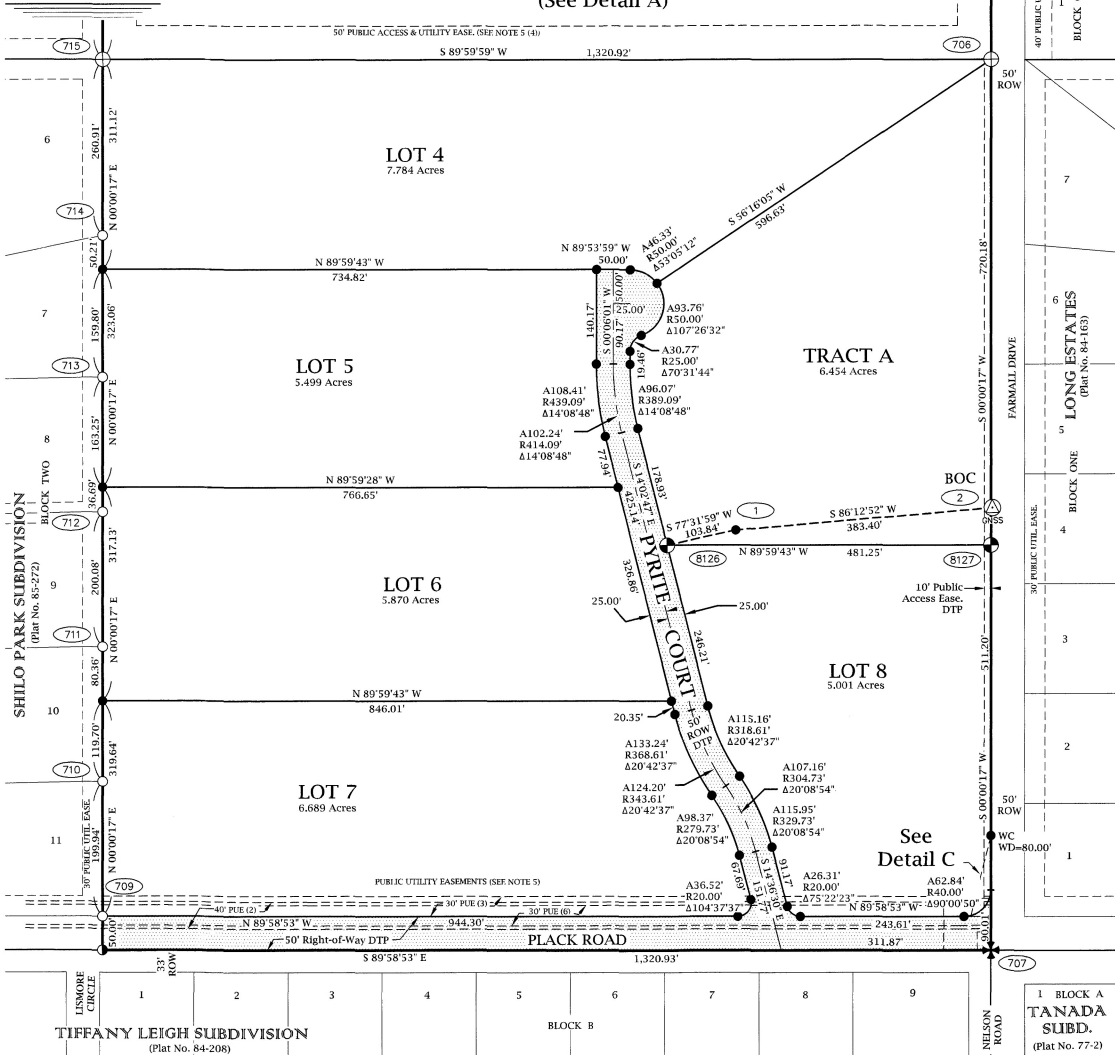 (See Detail A)
50' PUBLIC ACCESS & UTILITY EASE. (SEE NOTE 5 (4))
715
S 89°59'59" W 1,320.92'
706
50'
ROW
40' PUBLIC U
BLOCK
6
260.91'
311.12'
N 00°00'17" E
LOT 4
7.784 Acres
S 56°16'05" W
596.63'
7
714
50.21'
N 89°59'43" W
734.82'
N 89°53'59" W
50.00'
A46.33'
R50.00'
Δ53°05'12"
720.18'
7
159.80'
323.06'
140.17'
S 00°06'01" W
90.17'
50.00'
25.00'
A93.76'
R50.00'
Δ107°26'32"
A30.77'
R25.00'
Δ70°31'44"
19.46'
TRACT A
6.454 Acres
6
LONG ESTATES
(Plat No. 84-163)
FARMALL DRIVE
S 00°00'17" W
713
LOT 5
5.499 Acres
A108.41'
R439.09'
Δ14°08'48"
A96.07'
R389.09'
Δ14°08'48"
A102.24'
R414.09'
Δ14°08'48"
5
163.25'
N 00°00'17" E
8
BLOCK TWO
36.69'
N 89°59'28" W
766.65'
77.94'
S 14°02'47" E
425.14'
178.93'
BOC
2
GNSS
BLOCK ONE
4
712
SHILO PARK SUBDIVISION
(Plat No. 85-272)
317.13'
200.08'
9
S 77°31'59" W
103.84'
1
S 86°12'52" W
383.40'
8126
N 89°59'43" W 481.25'
8127
30' PUBLIC UTIL EASE.
LOT 6
5.870 Acres
326.86'
PYRITE COURT
25.00'
25.00'
10' Public
Access Ease.
DTP
511.20'
3
711
N 00°00'17" E
80.36'
246.21'
LOT 8
5.001 Acres
N 89°59'43" W
846.01'
10
20.35'
50'
ROW
DTP
A115.16'
R318.61'
Δ20°42'37"
2
119.70'
319.64'
A133.24'
R368.61'
Δ20°42'37"
A107.16'
R304.73'
Δ20°08'54"
710
A124.20'
R343.61'
Δ20°42'37"
LOT 7
6.689 Acres
S 00°00'17" W
50'
ROW
30' PUBLIC UTIL EASE.
199.94'
N 00°00'17" E
11
A98.37'
R279.73'
Δ20°08'54"
A115.95'
R329.73'
Δ20°08'54"
See
Detail C
WC
WD=80.00'
1
709
PUBLIC UTILITY EASEMENTS (SEE NOTE 5)
67.69'
S 14°36'30" E
91.17'
A36.52'
R20.00'
Δ104°37'37"
A26.31'
R20.00'
Δ75°22'23"
A62.84'
R40.00'
Δ90°00'50"
40' PUE (2)
30' PUE (3)
30' PUE (6)
N 89°58'53" W 944.30'
N 89°58'53" W
243.61'
90.01'
50.00'
50' Right-of-Way DTP
PLACK ROAD
311.87'
S 89°58'53" E 1,320.93'
707
33'
ROW
LISMORE
CIRCLE
1 2 3 4 5 6 7 8 9
BLOCK B
TIFFANY LEIGH SUBDIVISION
(Plat No. 84-208)
NELSON
ROAD
1 BLOCK A
TANADA
SUBD.
(Plat No. 77-2)